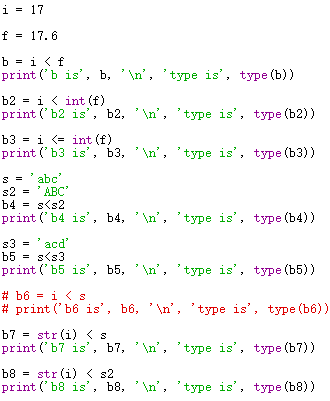 i = 17
f = 17.6
b = i < f
print('b is', b, '\n', 'type is', type(b))
b2 = i < int(f)
print('b2 is', b2, '\n', 'type is', type(b2))
b3 = i <= int(f)
print('b3 is', b3, '\n', 'type is', type(b3))
s = 'abc'
s2 = 'ABC'
b4 = s<s2
print('b4 is', b4, '\n', 'type is', type(b4))
s3 = 'acd'
b5 = s<s3
print('b5 is', b5, '\n', 'type is', type(b5))
# b6 = i < s
# print('b6 is', b6, '\n', 'type is', type(b6))
b7 = str(i) < s
print('b7 is', b7, '\n', 'type is', type(b7))
b8 = str(i) < s2
print('b8 is', b8, '\n', 'type is', type(b8))